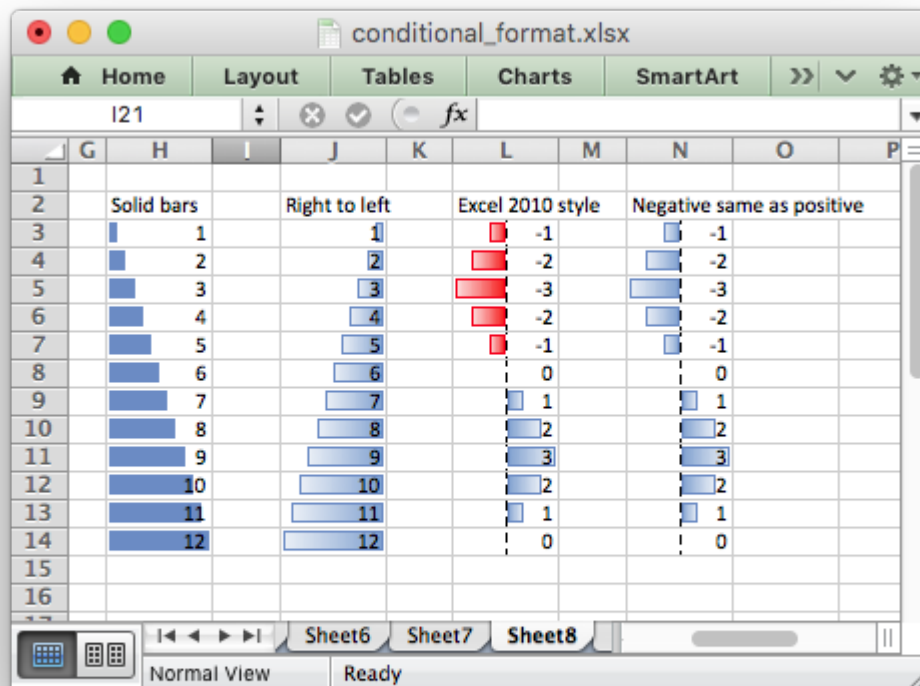 conditional_format.xlsx
Home Layout Tables Charts SmartArt
I21 fx
G H I J K L M N O P
1
2 Solid bars Right to left Excel 2010 style Negative same as positive
3 1 1 -1 -1
4 2 2 -2 -2
5 3 3 -3 -3
6 4 4 -2 -2
7 5 5 -1 -1
8 6 6 0 0
9 7 7 1 1
10 8 8 2 2
11 9 9 3 3
12 10 10 2 2
13 11 11 1 1
14 12 12 0 0
15
16
17
Sheet6 Sheet7 Sheet8
Normal View Ready